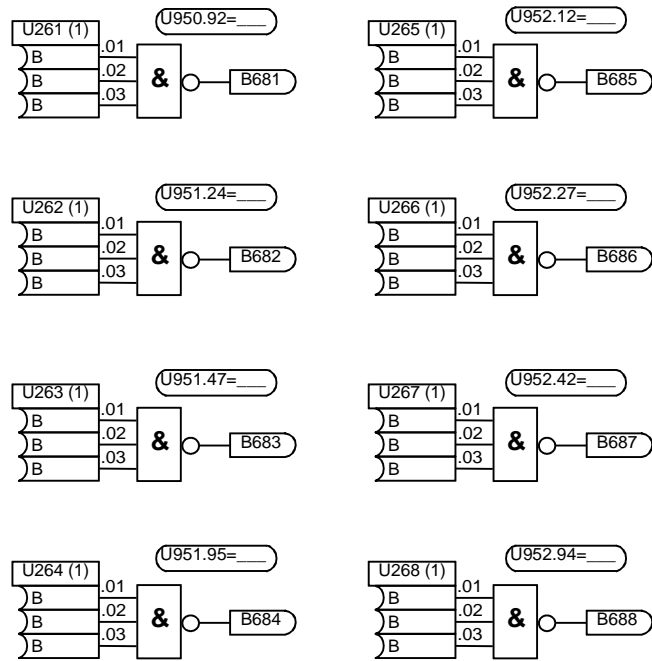 U950.92=___
U261 (1)
B .01
B .02
B .03
&
B681
U952.12=___
U265 (1)
B .01
B .02
B .03
&
B685
U951.24=___
U262 (1)
B .01
B .02
B .03
&
B682
U952.27=___
U266 (1)
B .01
B .02
B .03
&
B686
U951.47=___
U263 (1)
B .01
B .02
B .03
&
B683
U952.42=___
U267 (1)
B .01
B .02
B .03
&
B687
U951.95=___
U264 (1)
B .01
B .02
B .03
&
B684
U952.94=___
U268 (1)
B .01
B .02
B .03
&
B688